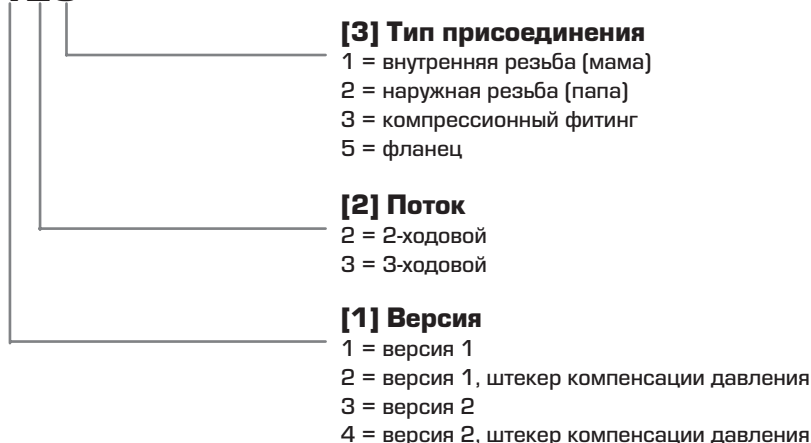 [3] Тип присоединения
1 = внутренняя резьба (мама)
2 = наружная резьба (папа)
3 = компрессионный фитинг
5 = фланец
[2] Поток
2 = 2-ходовой
3 = 3-ходовой
[1] Версия
1 = версия 1
2 = версия 1, штекер компенсации давления
3 = версия 2
4 = версия 2, штекер компенсации давления